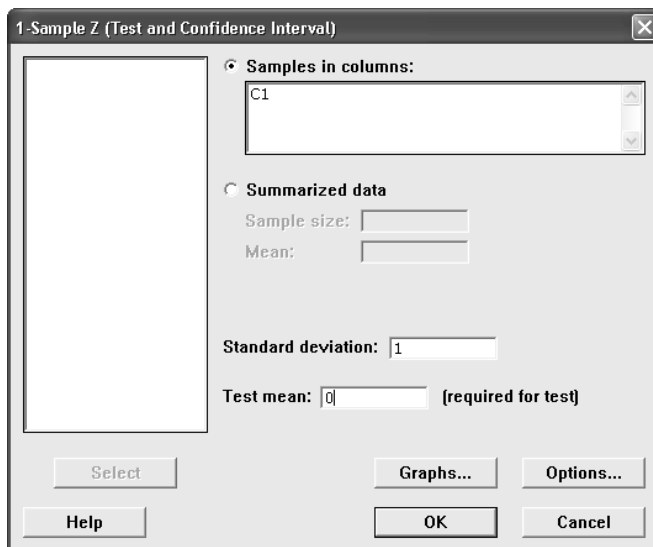 1-Sample Z (Test and Confidence Interval)
Samples in columns:
C1
Summarized data
Sample size:
Mean:
Standard deviation: 1
Test mean: 0 (required for test)
Select
Graphs...
Options...
Help
OK
Cancel